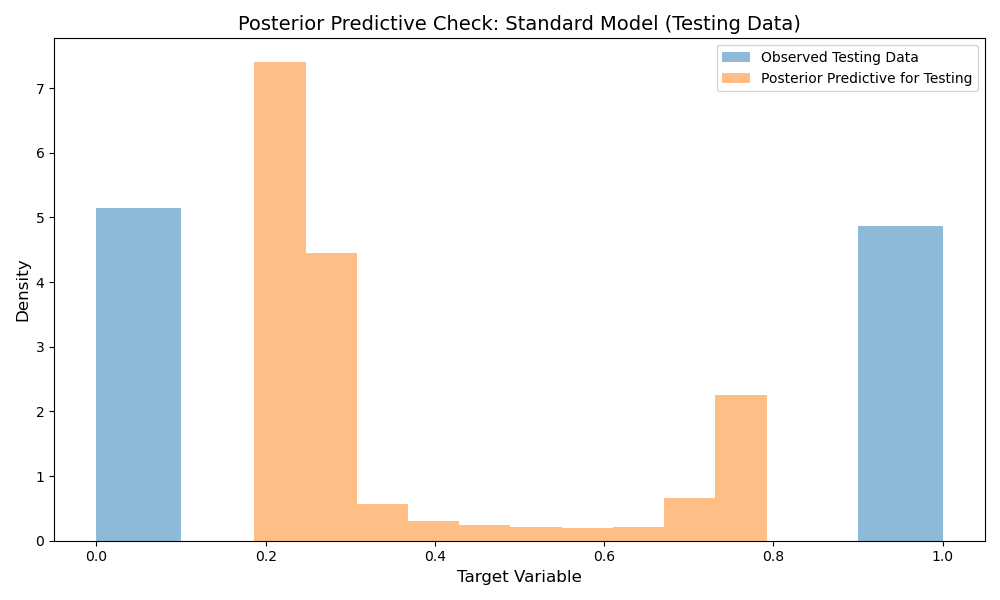 Posterior Predictive Check: Standard Model (Testing Data)
Observed Testing Data
Posterior Predictive for Testing
Density
7
6
5
4
3
2
1
0
0.0
0.2
0.4
0.6
0.8
1.0
Target Variable